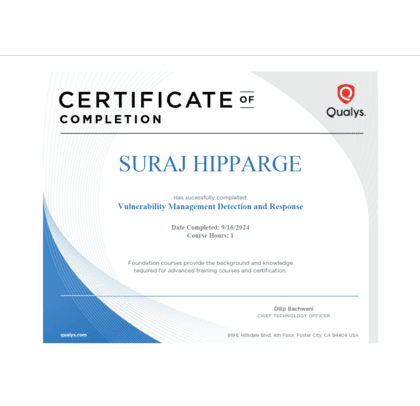 CERTIFICATE OF
COMPLETION
Qualys.
SURAJ HIPPARGE
Has sucessfully completed
Vulnerability Management Detection and Response
Date Completed: 9/16/2024
Course Hours: 1
Foundation courses provide the background and knowledge
required for advanced training courses and certification.
Dilip Bachwani
CHIEF TECHNOLOGY OFFICER
qualys.com
919 E Hillsdale Blvd, 4th Floor, Foster City, CA 94404 USA